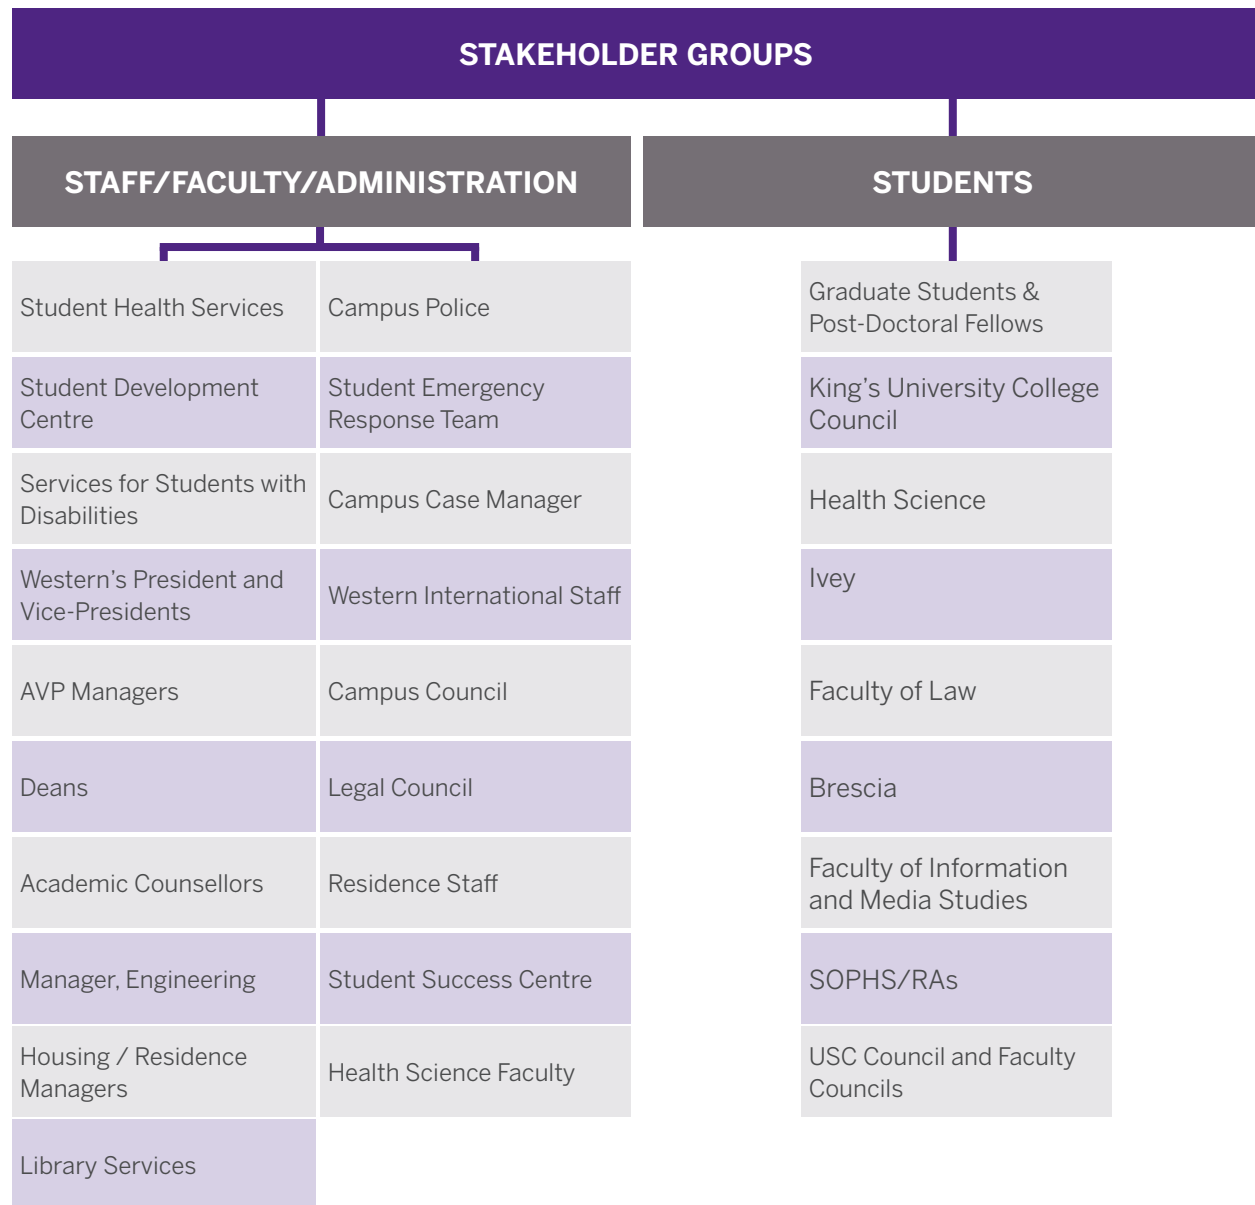 STAKEHOLDER GROUPS
STAFF/FACULTY/ADMINISTRATION
Student Health Services
Student Development
Centre
Services for Students with
Disabilities
Western’s President and
Vice-Presidents
AVP Managers
Deans
Academic Counsellors
Manager, Engineering
Housing / Residence
Managers
Library Services
Campus Police
Student Emergency
Response Team
Campus Case Manager
Western International Staff
Campus Council
Legal Council
Residence Staff
Student Success Centre
Health Science Faculty
STUDENTS
Graduate Students &
Post-Doctoral Fellows
King’s University College
Council
Health Science
Ivey
Faculty of Law
Brescia
Faculty of Information
and Media Studies
SOPHS/RAs
USC Council and Faculty
Councils